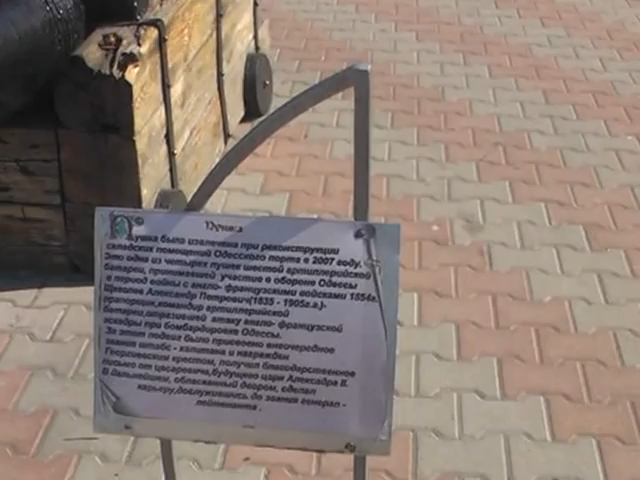 Пушка
Пушка была извлечена при реконструкции
складских помещений Одесского порта в 2007 году.
Это одна из четырех пушек шестой артиллерийской
батареи, принимавшей участие в обороне Одессы
в период войны с англо- французскими войсками 1854г.
Щеголев Александр Петрович(1835 - 1905г.г.)-
прапорщик,командир артиллерийской
батареи,отразившей атаку англо- французской
эскадры при бомбардировке Одессы.
За этот подвиг было присвоено внеочередное
звание штабс - капитана и награжден
Георгиевским крестом, получил благодарственное
письмо от цесаревича,будущего царя Александра II.
В дальнейшем, обласканный двором, сделал
карьеру,дослужившись до звания генерал -
лейтенанта .